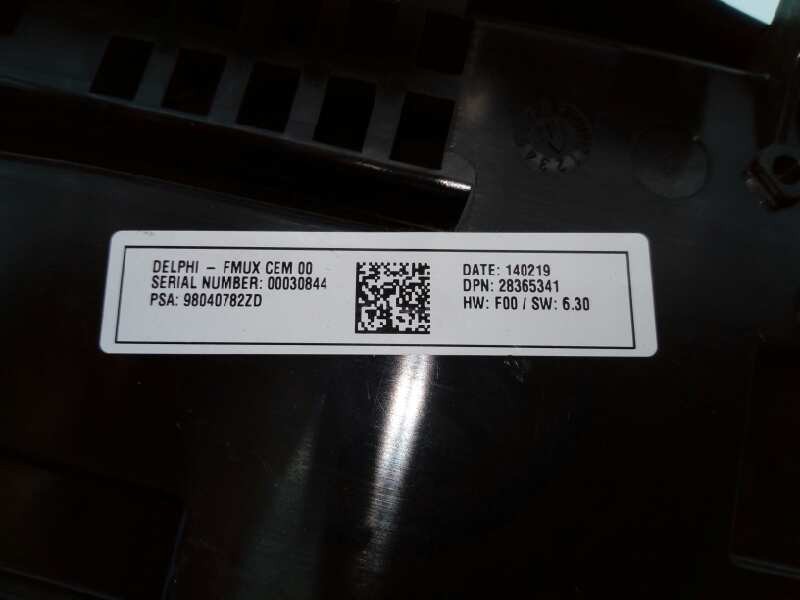 DELPHI - FMUX CEM 00
SERIAL NUMBER: 00030844
PSA: 98040782ZD
DATE: 140219
DPN: 28365341
HW: F00 / SW: 6.30